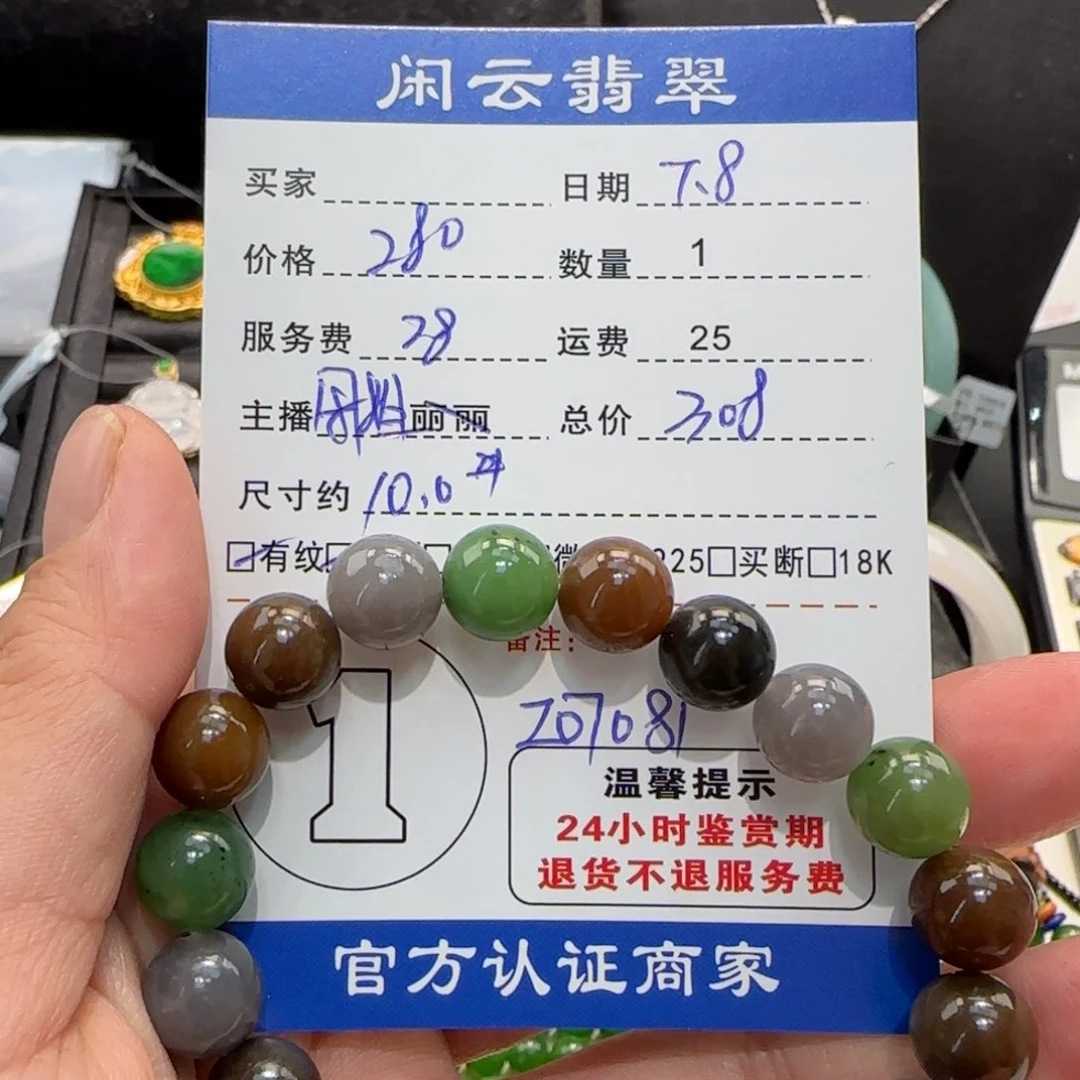 闲云翡翠
买家 日期 7.8
价格 280 数量 1
服务费 28 运费 25
主播 丽丽 总价 308
尺寸约 10.0
□有纹 微 25□买断□18K
备注:
1
Z07081
温馨提示
24小时鉴赏期
退货不退服务费
官方认证商家